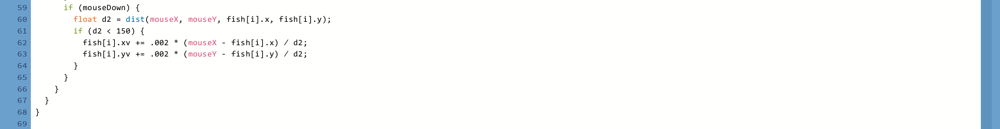 59 if (mouseDown) {
60 float d2 = dist(mouseX, mouseY, fish[i].x, fish[i].y);
61 if (d2 < 150) {
62 fish[i].xv += .002 * (mouseX - fish[i].x) / d2;
63 fish[i].yv += .002 * (mouseY - fish[i].y) / d2;
64 }
65 }
66 }
67 }
68 }
69